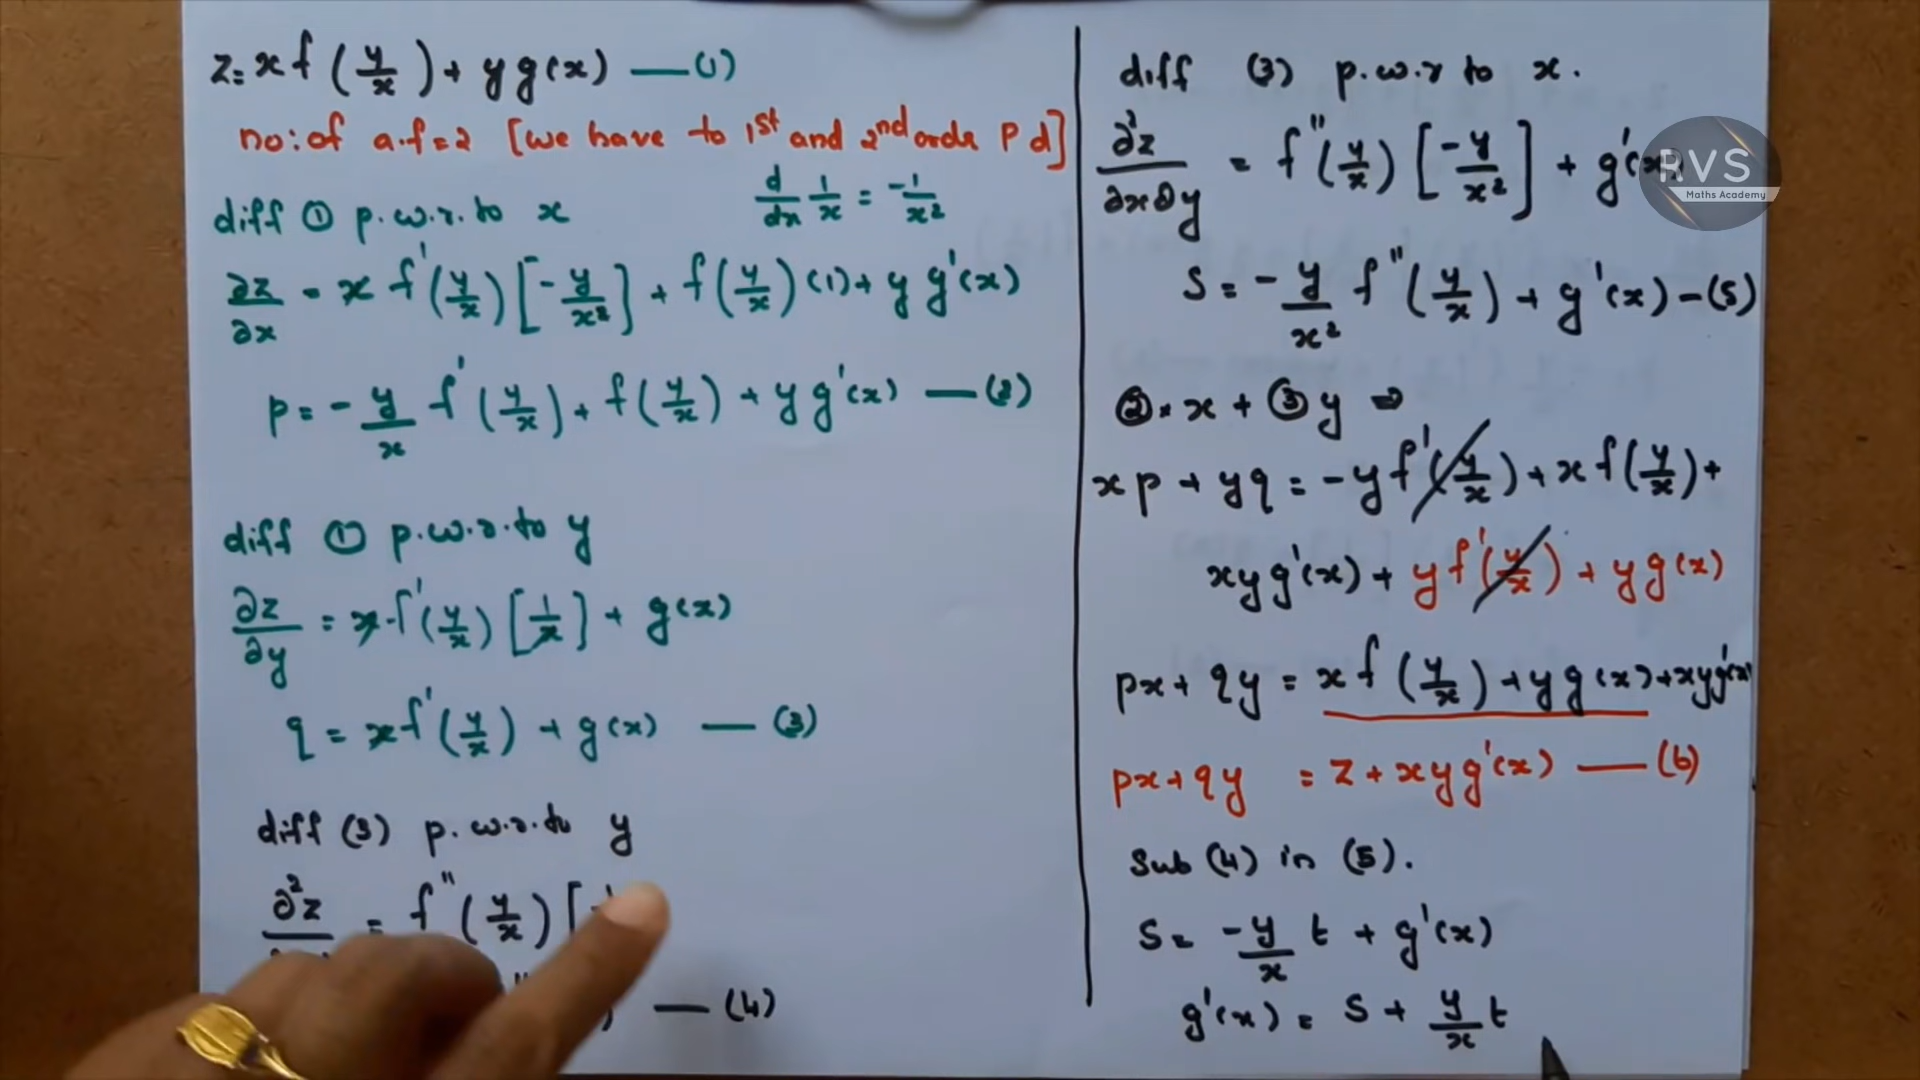 z = x f(y/x) + y g(x) — (1)
no: of a.f = 2 [we have to 1st and 2nd orde P d]
diff ① p.w.r. to x
d/dx 1/x = -1/x²
∂z/∂x = x f'(y/x) [-y/x²] + f(y/x) (1) + y g'(x)
p = -y/x f'(y/x) + f(y/x) + y g'(x) — (2)
diff ① p.w.r. to y
∂z/∂y = x f'(y/x) [1/x] + g(x)
q = x f'(y/x) + g(x) — (3)
diff (3) p.w.r. to y
∂²z = f''(y/x) [
— (4)
diff (3) p.w.r to x.
∂²z/∂x∂y = f''(y/x) [-y/x²] + g'(x)
S = -y/x² f''(y/x) + g'(x) — (5)
② × x + ③ y ⇒
xp + yq = -y f'(y/x) + x f(y/x) +
xy g'(x) + y f'(y/x) + y g(x)
px + qy = x f(y/x) + y g(x) + xy g'(x)
px + qy = z + xy g'(x) — (6)
Sub (4) in (5).
S = -y/x t + g'(x)
g'(x) = S + y/x t
RVS
Maths Academy